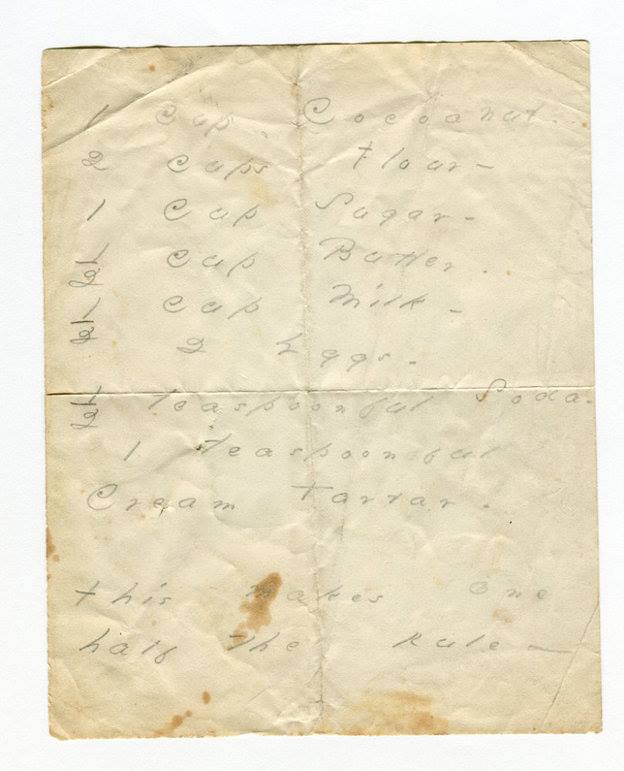 1 Cup. Cocoanut.
2 Cups Flour-
1 Cup Sugar-
1/2 Cup Butter.
1/2 Cup Milk-
2 Eggs.
1/2 teaspoonful Soda.
1 teaspoonful
Cream Tartar.
this Makes One
half the Rule-